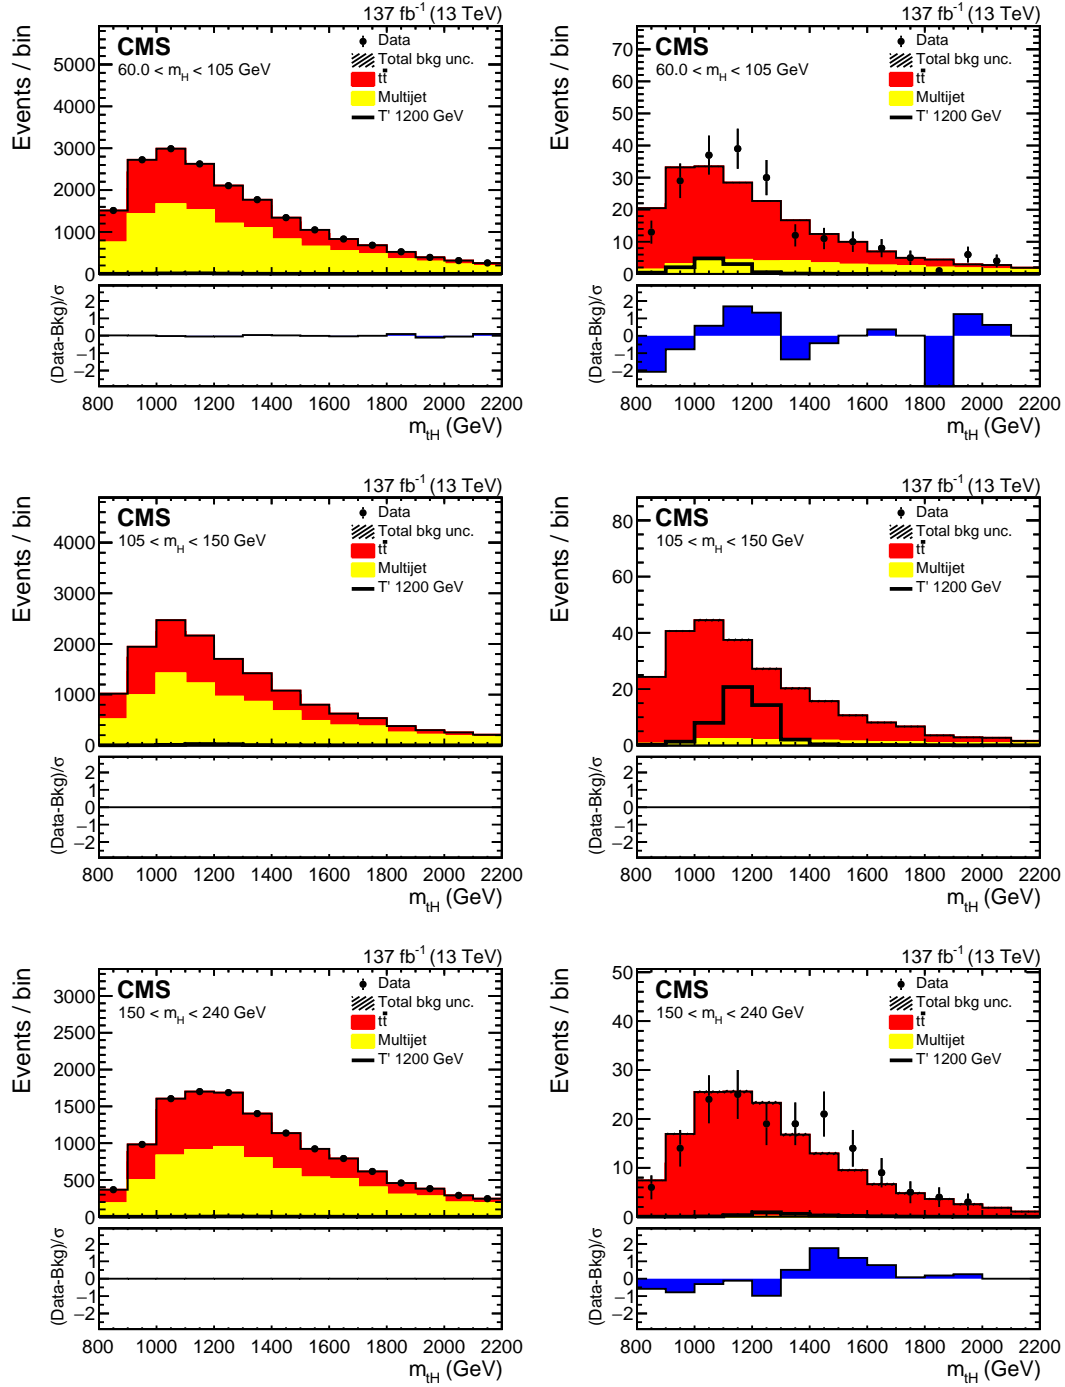 137 fb-1 (13 TeV)
CMS
60.0 < mH < 105 GeV
Data
Total bkg unc.
tt̄
Multijet
T' 1200 GeV
Events / bin
5000
4000
3000
2000
1000
0
(Data-Bkg)/σ
2
1
0
−1
−2
800 1000 1200 1400 1600 1800 2000 2200
mtH (GeV)
137 fb-1 (13 TeV)
CMS
60.0 < mH < 105 GeV
Data
Total bkg unc.
tt̄
Multijet
T' 1200 GeV
Events / bin
70
60
50
40
30
20
10
0
(Data-Bkg)/σ
2
1
0
−1
−2
800 1000 1200 1400 1600 1800 2000 2200
mtH (GeV)
137 fb-1 (13 TeV)
CMS
105 < mH < 150 GeV
Data
Total bkg unc.
tt̄
Multijet
T' 1200 GeV
Events / bin
4000
3000
2000
1000
0
(Data-Bkg)/σ
2
1
0
−1
−2
800 1000 1200 1400 1600 1800 2000 2200
mtH (GeV)
137 fb-1 (13 TeV)
CMS
105 < mH < 150 GeV
Data
Total bkg unc.
tt̄
Multijet
T' 1200 GeV
Events / bin
80
60
40
20
0
(Data-Bkg)/σ
2
1
0
−1
−2
800 1000 1200 1400 1600 1800 2000 2200
mtH (GeV)
137 fb-1 (13 TeV)
CMS
150 < mH < 240 GeV
Data
Total bkg unc.
tt̄
Multijet
T' 1200 GeV
Events / bin
3000
2500
2000
1500
1000
500
0
(Data-Bkg)/σ
2
1
0
−1
−2
800 1000 1200 1400 1600 1800 2000 2200
mtH (GeV)
137 fb-1 (13 TeV)
CMS
150 < mH < 240 GeV
Data
Total bkg unc.
tt̄
Multijet
T' 1200 GeV
Events / bin
50
40
30
20
10
0
(Data-Bkg)/σ
2
1
0
−1
−2
800 1000 1200 1400 1600 1800 2000 2200
mtH (GeV)